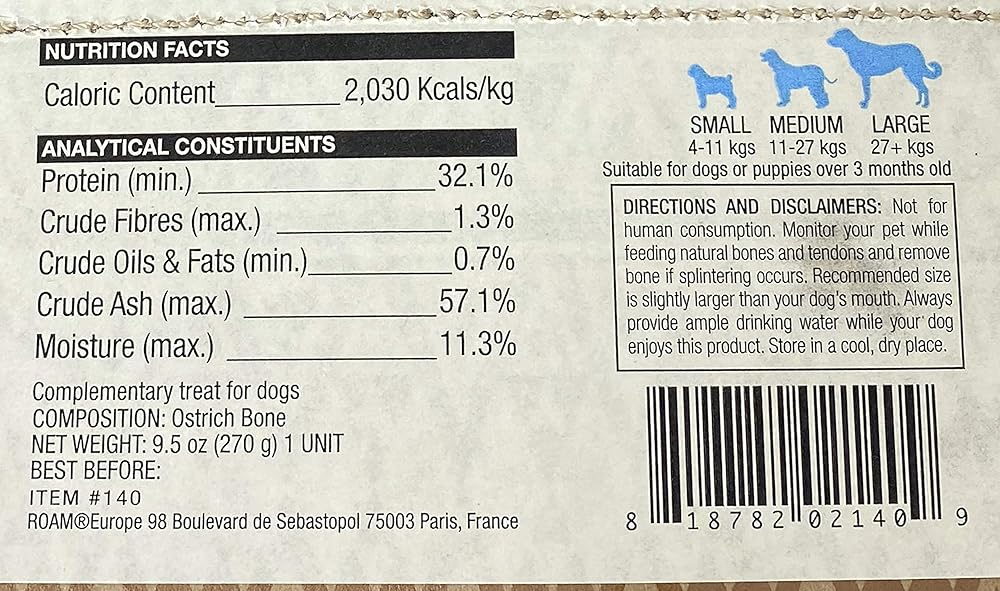 NUTRITION FACTS
Caloric Content 2,030 Kcals/kg
ANALYTICAL CONSTITUENTS
Protein (min.) 32.1%
Crude Fibres (max.) 1.3%
Crude Oils & Fats (min.) 0.7%
Crude Ash (max.) 57.1%
Moisture (max.) 11.3%
Complementary treat for dogs
COMPOSITION: Ostrich Bone
NET WEIGHT: 9.5 oz (270 g) 1 UNIT
BEST BEFORE:
ITEM #140
ROAM®Europe 98 Boulevard de Sebastopol 75003 Paris, France
SMALL MEDIUM LARGE
4-11 kgs 11-27 kgs 27+ kgs
Suitable for dogs or puppies over 3 months old
DIRECTIONS AND DISCLAIMERS: Not for
human consumption. Monitor your pet while
feeding natural bones and tendons and remove
bone if splintering occurs. Recommended size
is slightly larger than your dog's mouth. Always
provide ample drinking water while your dog
enjoys this product. Store in a cool, dry place.
8 18782 02140 9